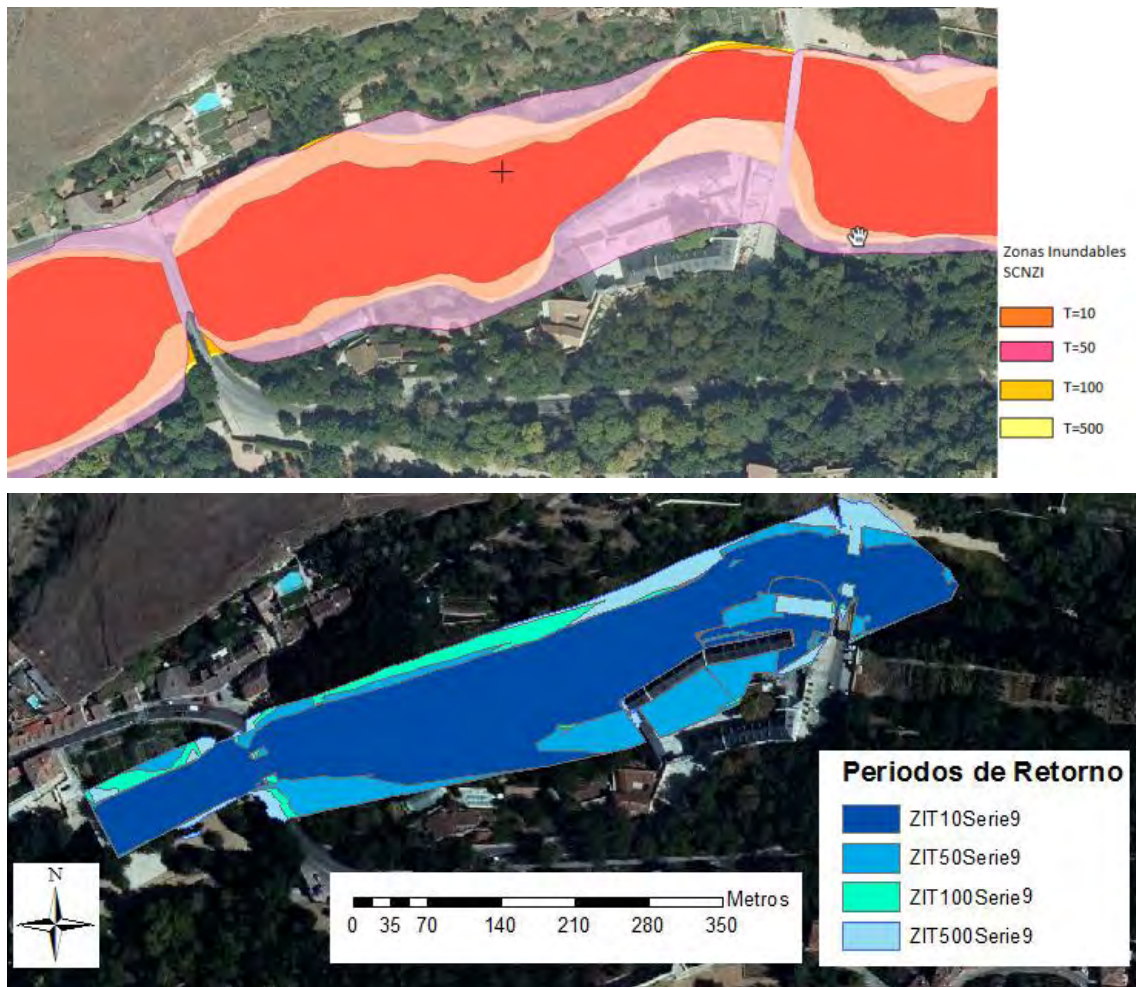 Zonas Inundables
SCNZI
T=10
T=50
T=100
T=500
Periodos de Retorno
ZIT10Serie9
ZIT50Serie9
ZIT100Serie9
ZIT500Serie9
N
Metros
0 35 70 140 210 280 350